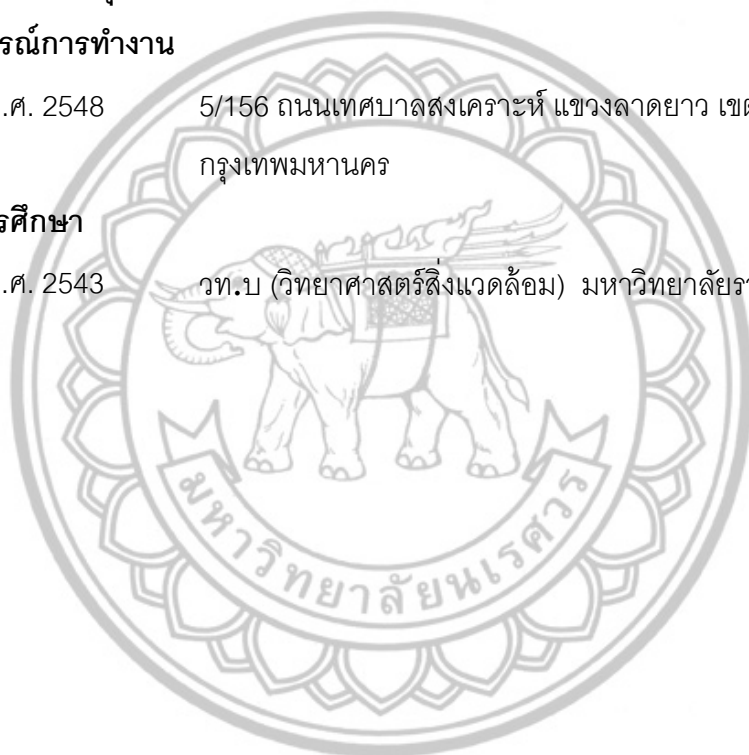 รณ์การทำงาน
.ศ. 2548 5/156 ถนนเทศบาลสงเคราะห์ แขวงลาดยาว เขต
กรุงเทพมหานคร
รศึกษา
.ศ. 2543 วท.บ (วิทยาศาสตร์สิ่งแวดล้อม) มหาวิทยาลัยรา
มหาวิทยาลัยนเรศวร